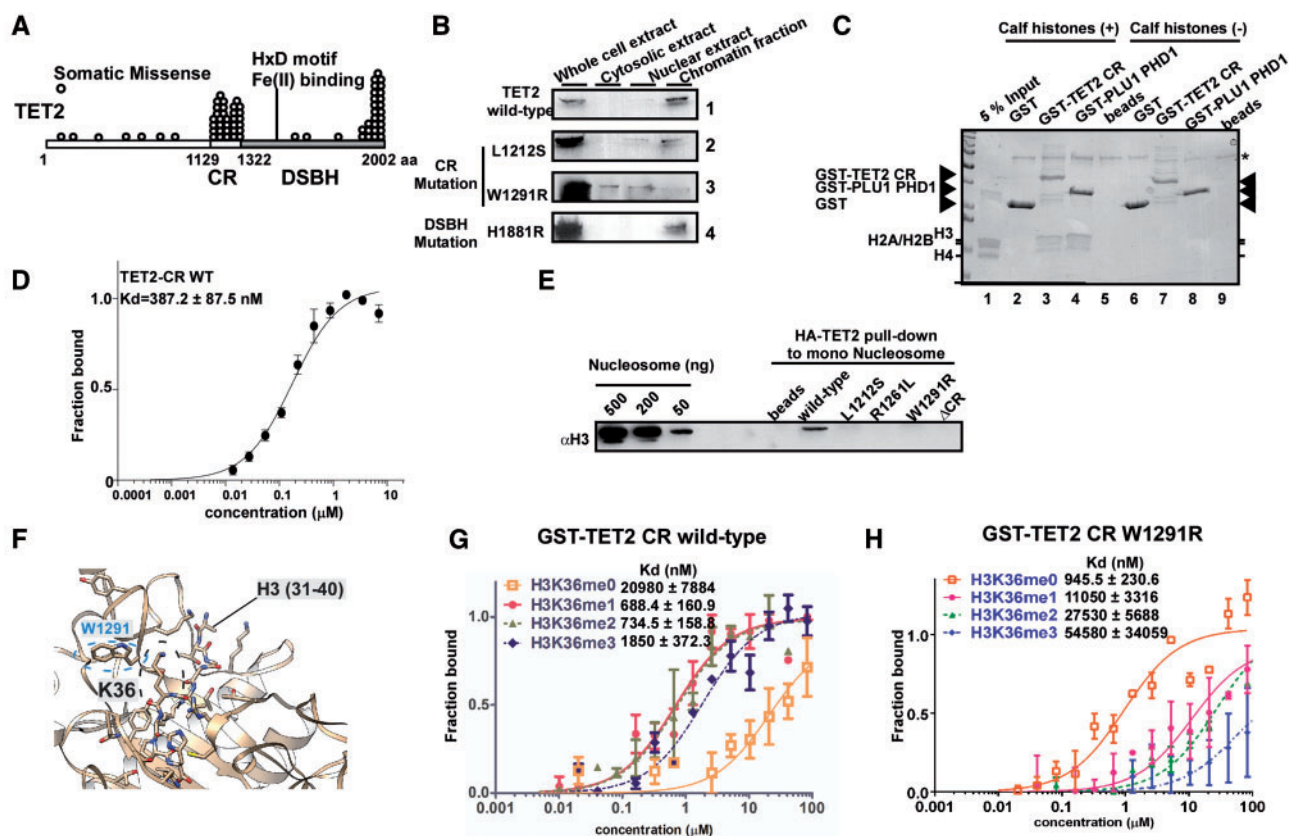 A
Somatic Missense
HxD motif
Fe(II) binding
TET2
1
1129
1322
2002 aa
CR
DSBH
B
Whole cell extract
Cytosolic extract
Nuclear extract
Chromatin fraction
TET2
wild-type
1
CR
Mutation
L1212S
2
W1291R
3
DSBH
Mutation
H1881R
4
C
Calf histones (+)
Calf histones (-)
5 % Input
GST
GST-TET2 CR
GST-PLU1 PHD1
beads
GST
GST-TET2 CR
GST-PLU1 PHD1
beads
*
GST-TET2 CR
GST-PLU1 PHD1
GST
H3
H2A/H2B
H4
1 2 3 4 5 6 7 8 9
D
TET2-CR WT
Kd=387.2 ± 87.5 nM
Fraction bound
1.0
0.5
0
0.0001 0.001 0.01 0.1 1 10
concentration (μM)
E
HA-TET2 pull-down
to mono Nucleosome
Nucleosome (ng)
500
200
50
beads
wild-type
L1212S
R1261L
W1291R
ΔCR
αH3
F
H3 (31-40)
W1291
K36
G
GST-TET2 CR wild-type
Kd (nM)
H3K36me0 20980 ± 7884
H3K36me1 688.4 ± 160.9
H3K36me2 734.5 ± 158.8
H3K36me3 1850 ± 372.3
Fraction bound
1.0
0.5
0.0
0.001 0.01 0.1 1 10 100
concentration (μM)
H
GST-TET2 CR W1291R
Kd (nM)
H3K36me0 945.5 ± 230.6
H3K36me1 11050 ± 3316
H3K36me2 27530 ± 5688
H3K36me3 54580 ± 34059
Fraction bound
1.0
0.5
0.0
0.001 0.01 0.1 1 10 100
concentration (μM)